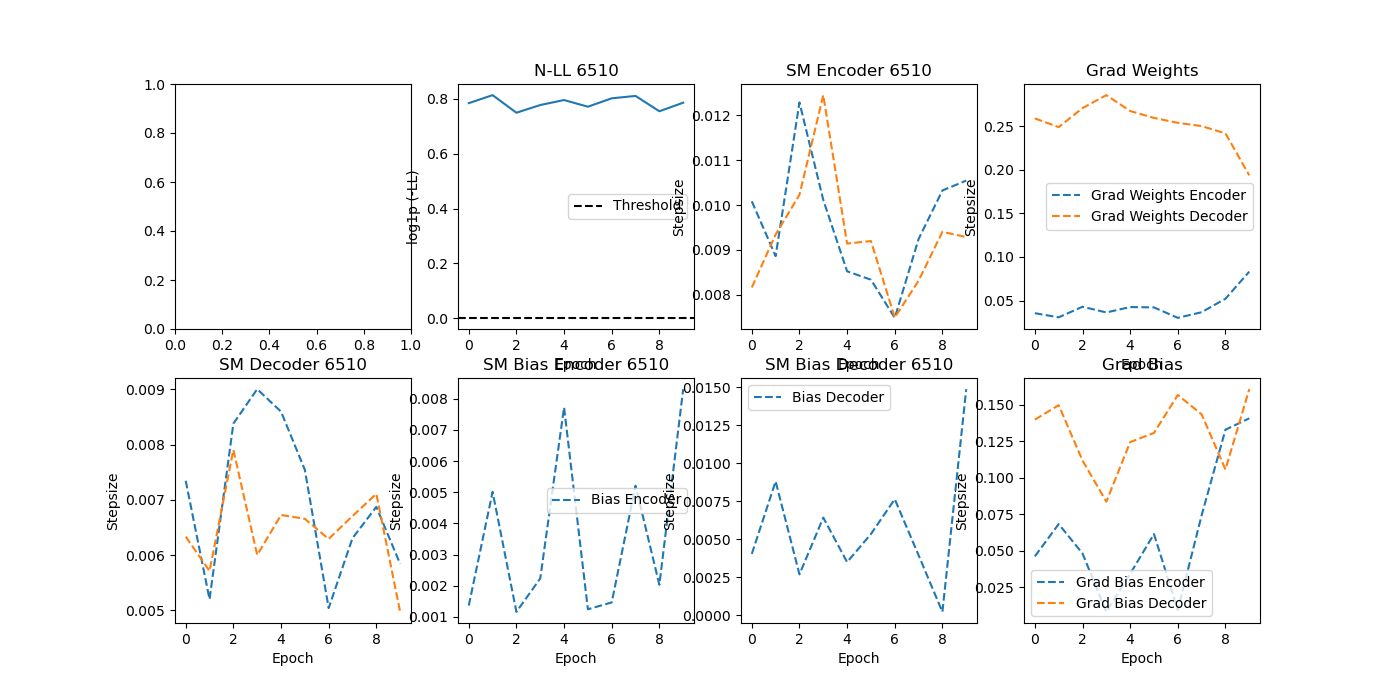 N-LL 6510
SM Encoder 6510
Grad Weights
1.0
0.8
0.6
0.4
0.2
0.0
0.0 0.2 0.4 0.6 0.8 1.0
log1p (-LL)
0.8
0.6
0.4
0.2
0.0
Threshold
0 2 4 6 8
Epoch
Stepsize
0.012
0.011
0.010
0.009
0.008
0 2 4 6 8
Epoch
Stepsize
0.25
0.20
0.15
0.10
0.05
Grad Weights Encoder
Grad Weights Decoder
0 2 4 6 8
Epoch
SM Decoder 6510
SM Bias Encoder 6510
SM Bias Decoder 6510
Grad Bias
Stepsize
0.009
0.008
0.007
0.006
0.005
0 2 4 6 8
Epoch
Stepsize
0.008
0.007
0.006
0.005
0.004
0.003
0.002
0.001
Bias Encoder
0 2 4 6 8
Epoch
Stepsize
0.0150
0.0125
0.0100
0.0075
0.0050
0.0025
0.0000
Bias Decoder
0 2 4 6 8
Epoch
Stepsize
0.150
0.125
0.100
0.075
0.050
0.025
Grad Bias Encoder
Grad Bias Decoder
0 2 4 6 8
Epoch